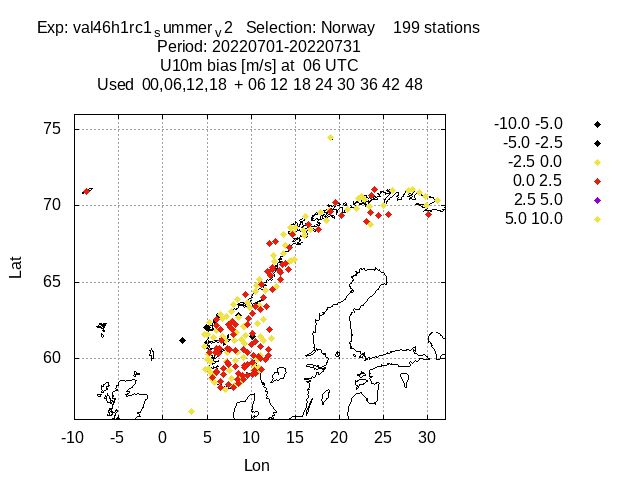 Exp: val46h1rc1summerv2 Selection: Norway 199 stations
Period: 20220701-20220731
U10m bias [m/s] at 06 UTC
Used 00,06,12,18 + 06 12 18 24 30 36 42 48
-10.0 -5.0
-5.0 -2.5
-2.5 0.0
0.0 2.5
2.5 5.0
5.0 10.0
Lat
75
70
65
60
-10 -5 0 5 10 15 20 25 30
Lon